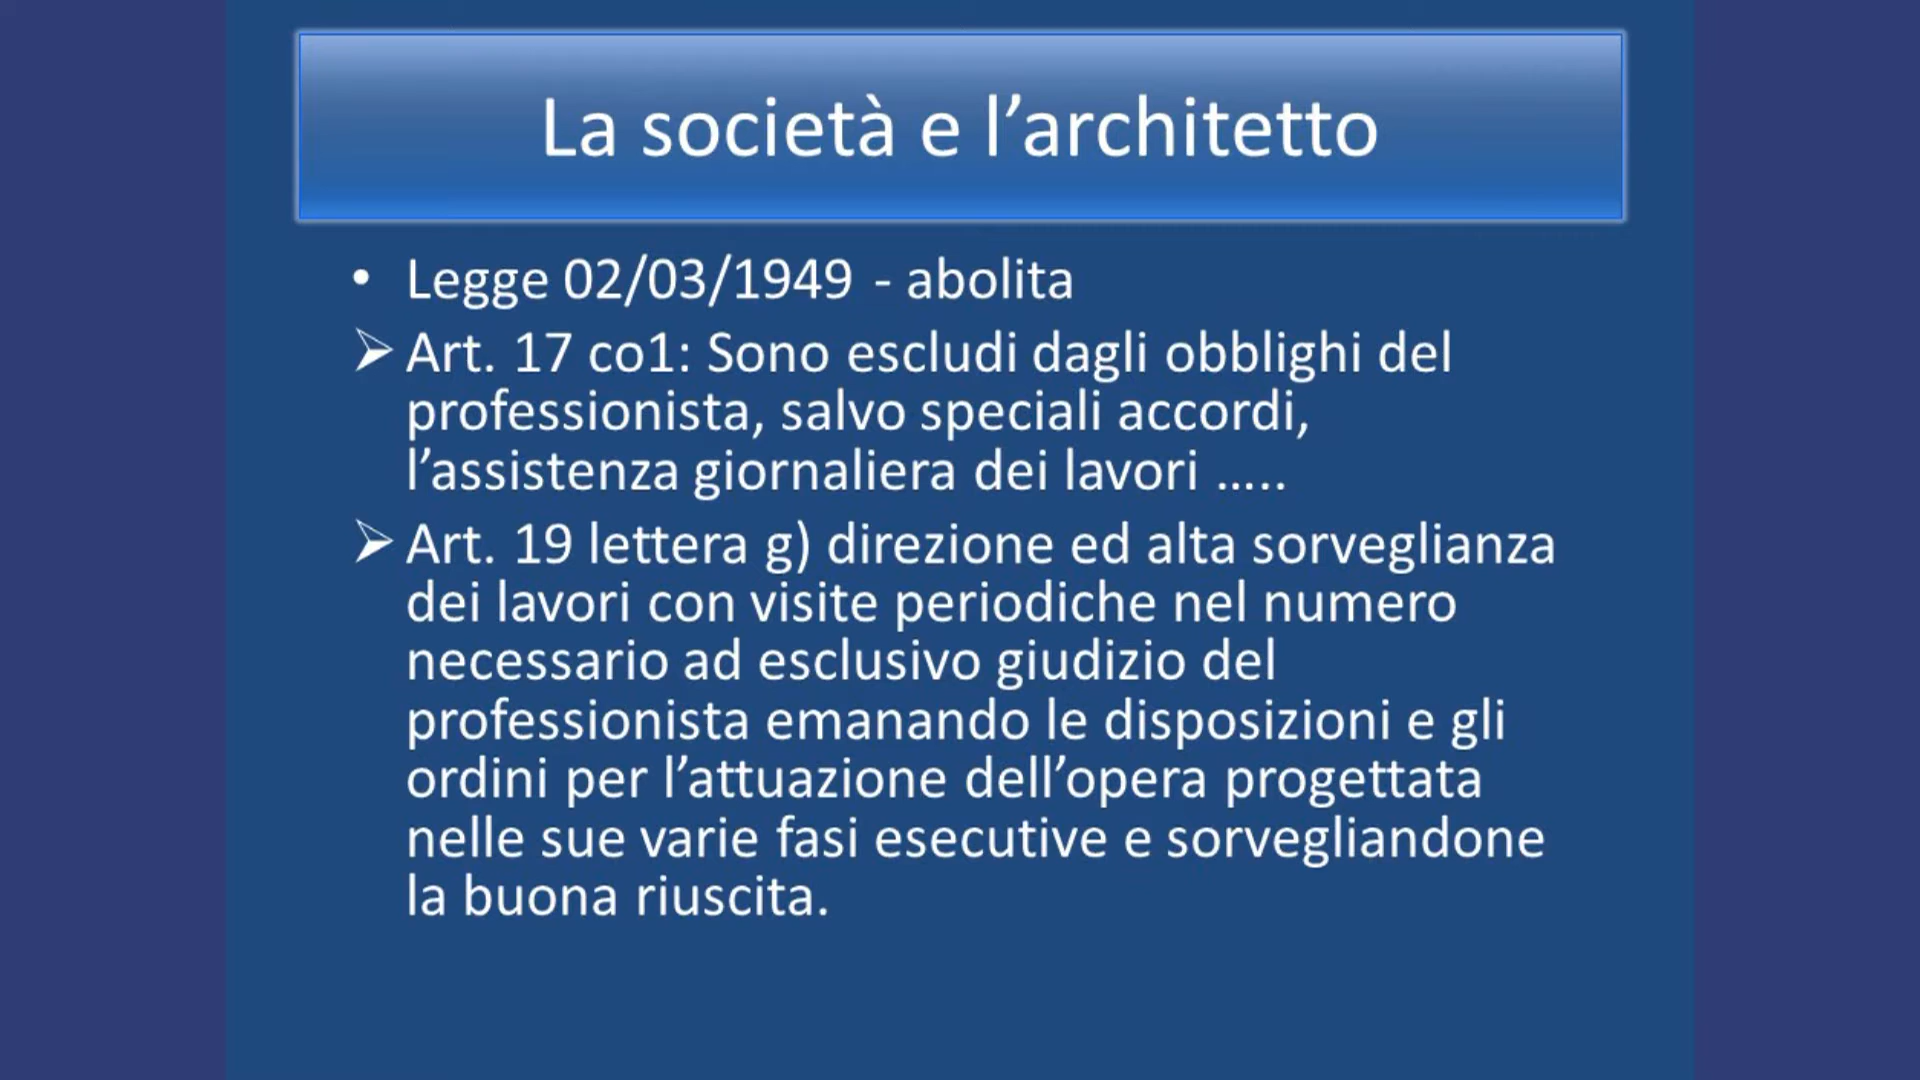 La società e l’architetto
• Legge 02/03/1949 - abolita
➢ Art. 17 co1: Sono escludi dagli obblighi del
professionista, salvo speciali accordi,
l’assistenza giornaliera dei lavori …..
➢ Art. 19 lettera g) direzione ed alta sorveglianza
dei lavori con visite periodiche nel numero
necessario ad esclusivo giudizio del
professionista emanando le disposizioni e gli
ordini per l’attuazione dell’opera progettata
nelle sue varie fasi esecutive e sorvegliandone
la buona riuscita.